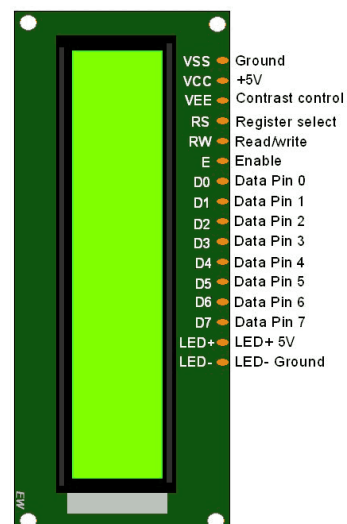 VSS Ground
VCC +5V
VEE Contrast control
RS Register select
RW Read/write
E Enable
D0 Data Pin 0
D1 Data Pin 1
D2 Data Pin 2
D3 Data Pin 3
D4 Data Pin 4
D5 Data Pin 5
D6 Data Pin 6
D7 Data Pin 7
LED+ LED+ 5V
LED- LED- Ground
EW